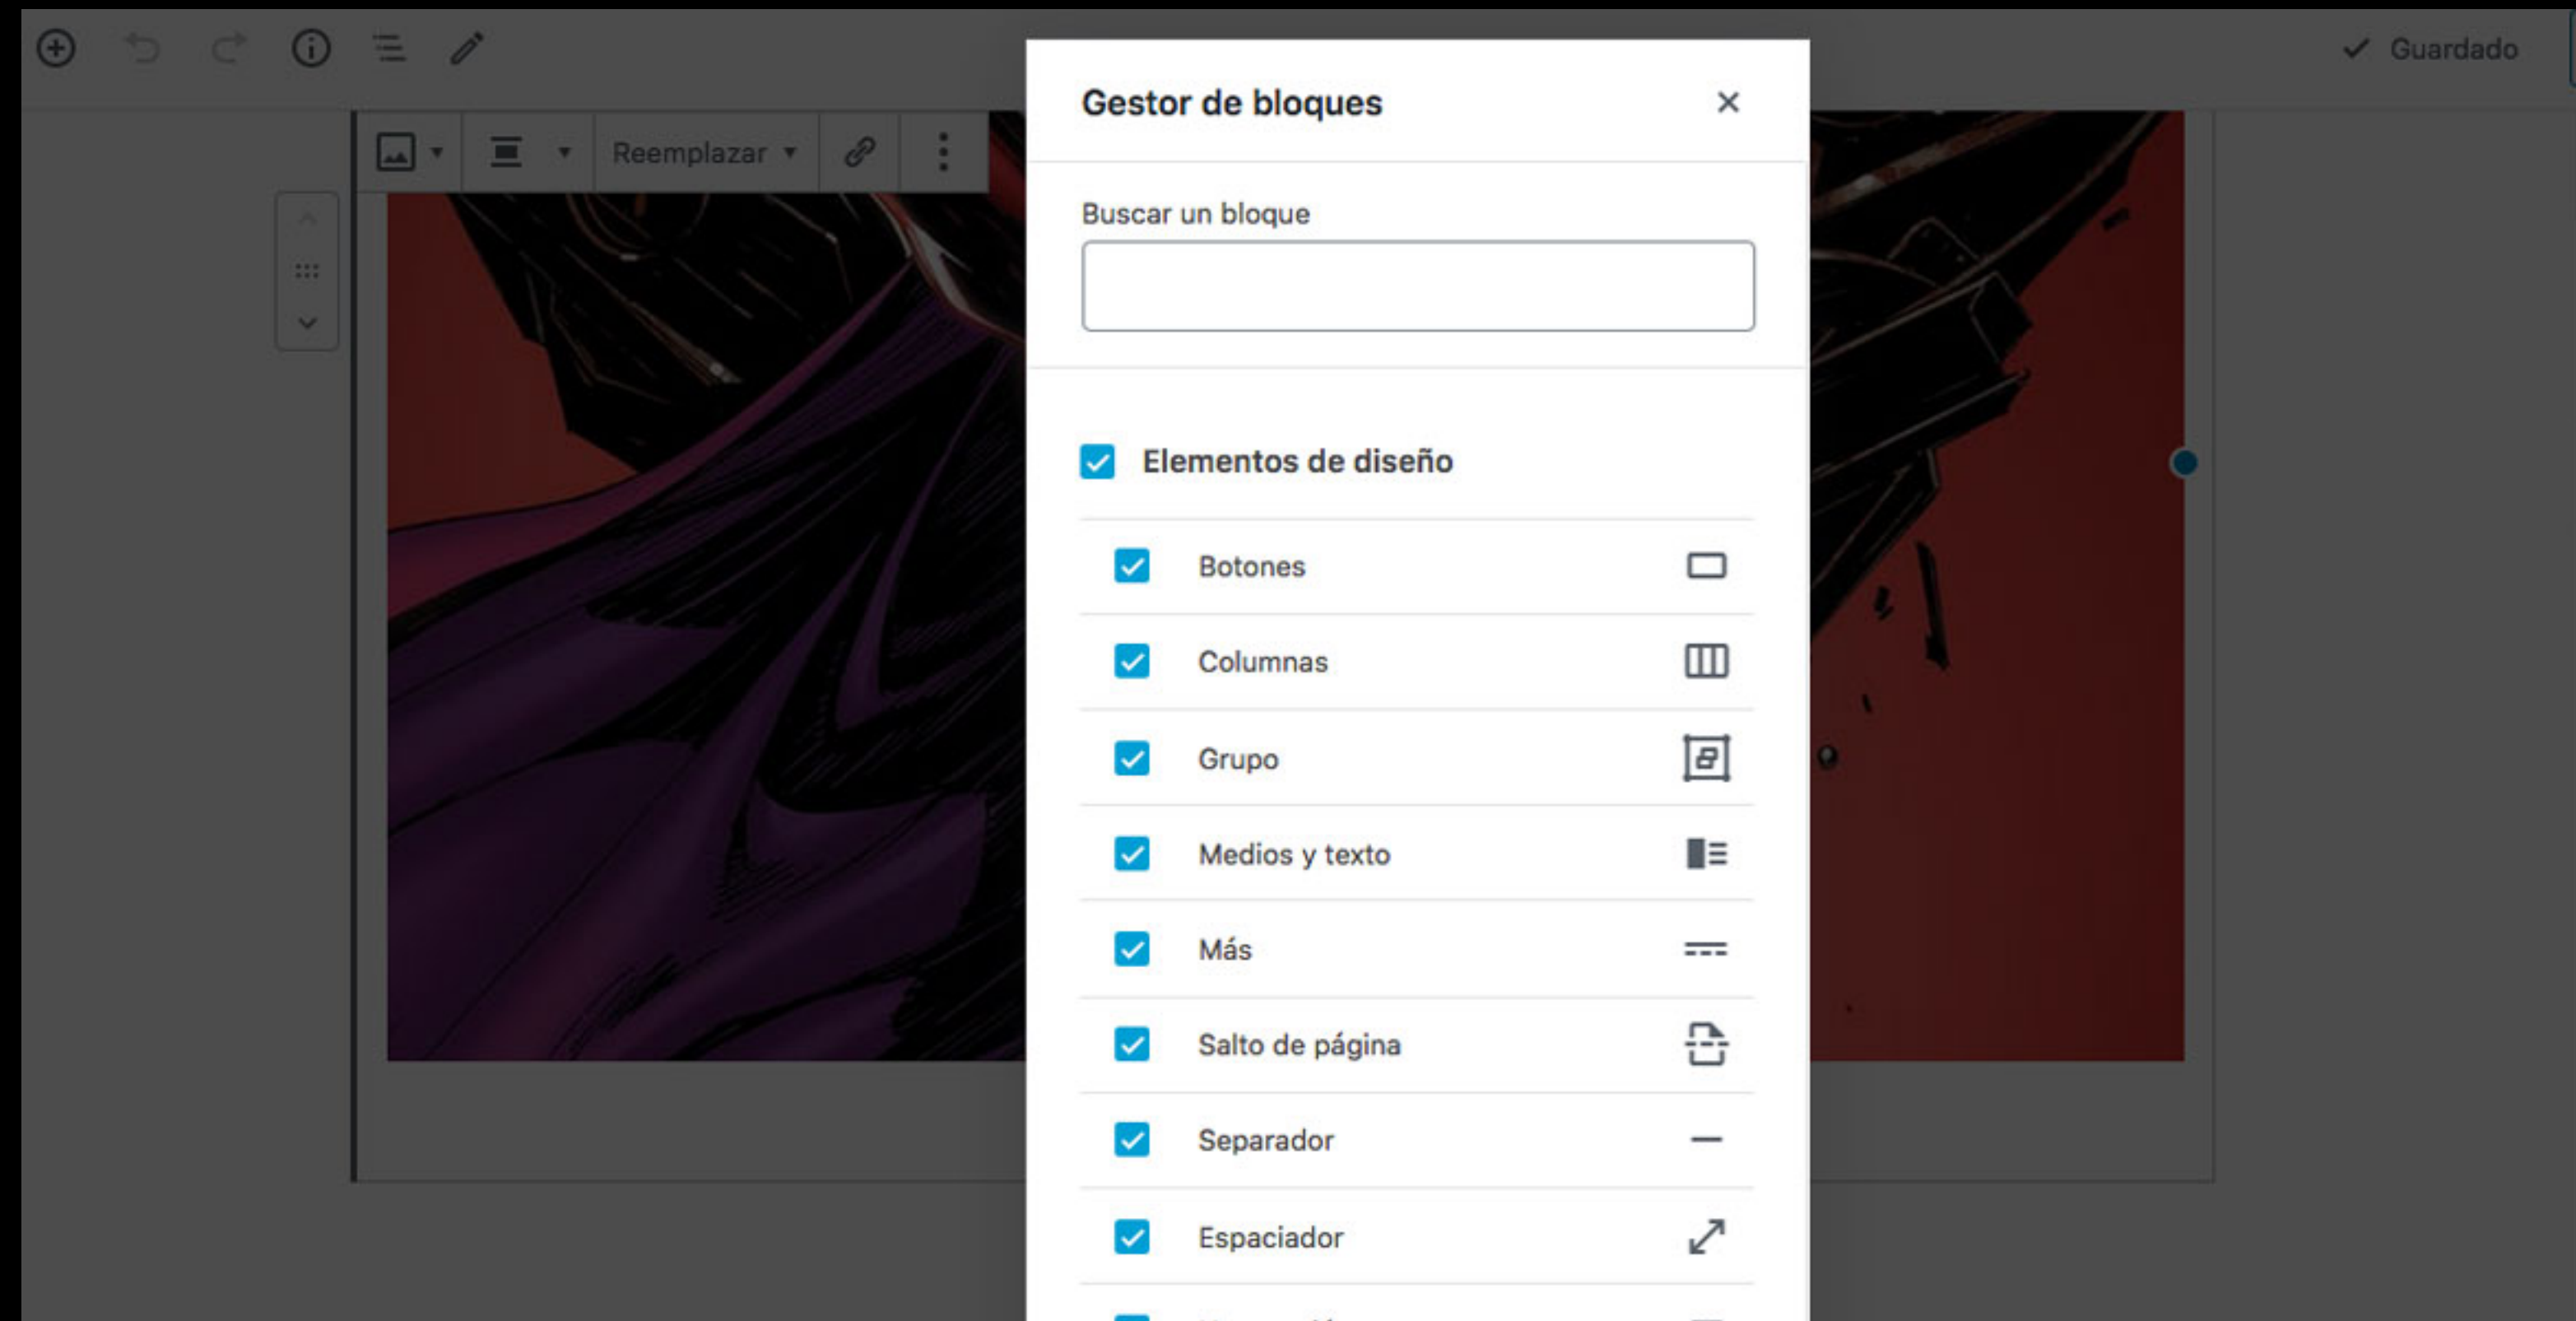 Guardado
Reemplazar
Gestor de bloques
Buscar un bloque
Elementos de diseño
Botones
Columnas
Grupo
Medios y texto
Más
Salto de página
Separador
Espaciador